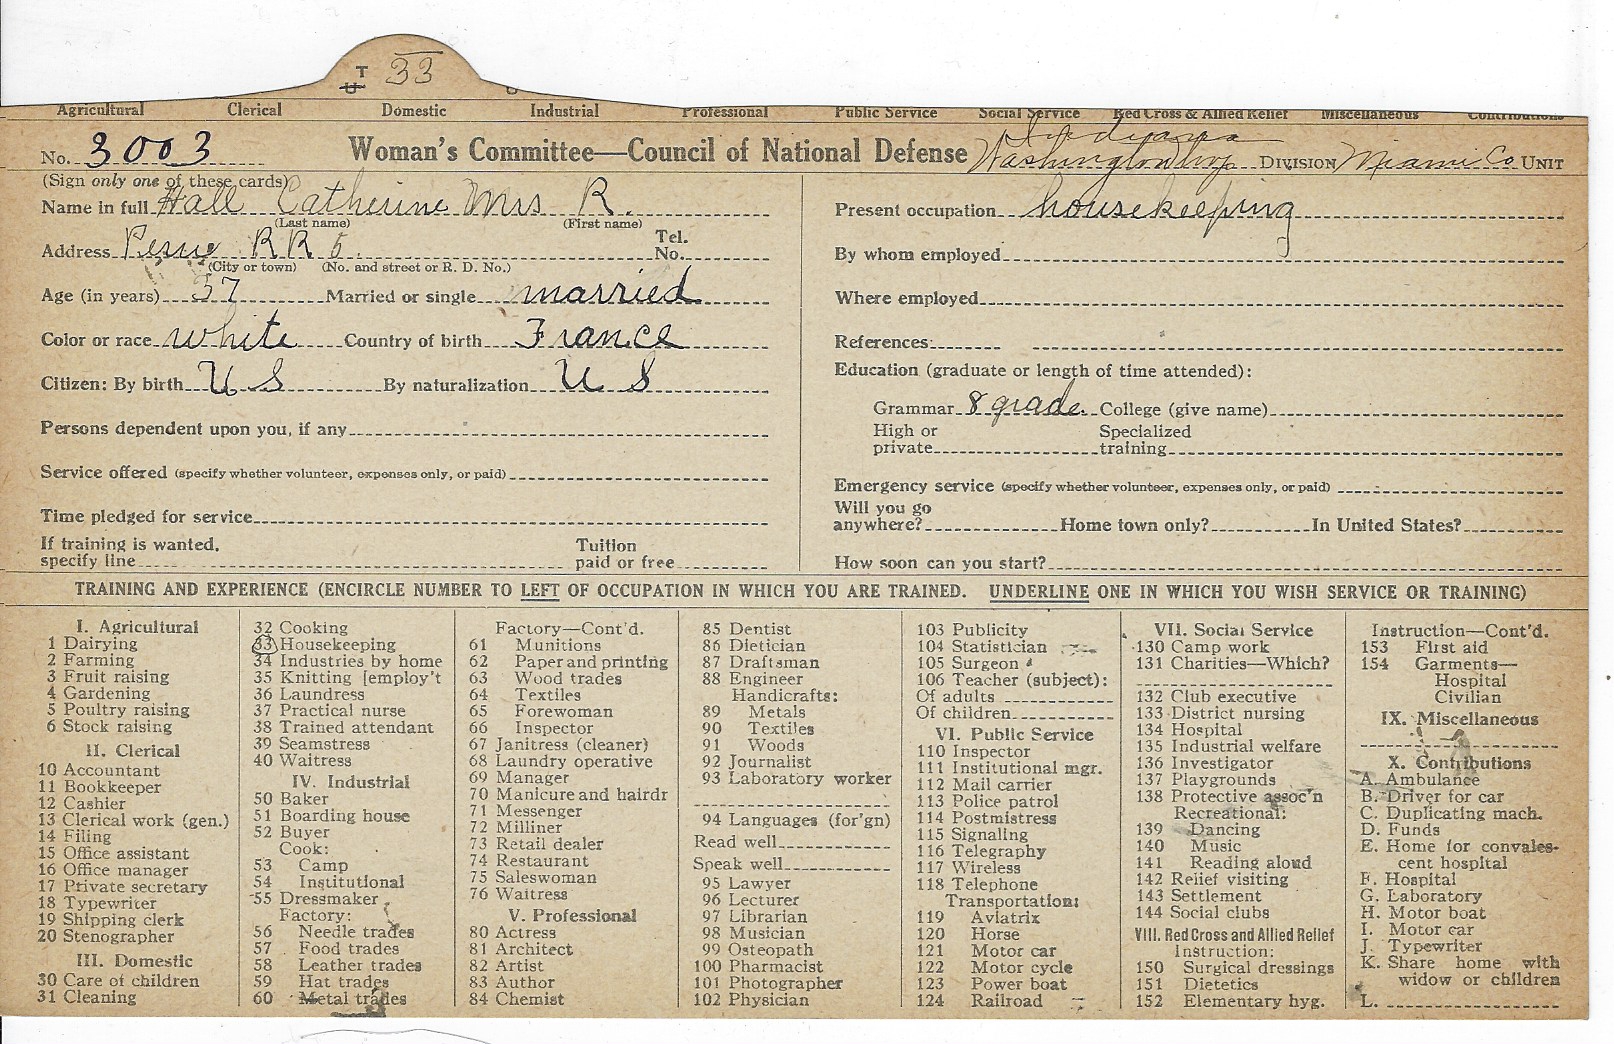 T
U 33
Agricultural Clerical Domestic Industrial Professional Public Service Social Service Red Cross & Allied Relief Miscellaneous Contributions
Indiana
No. 3003 Woman's Committee—Council of National Defense Washington twp. DIVISION Miami Co UNIT
(Sign only one of these cards)
Name in full Hall Catherine Mrs R.
(Last name) (First name)
Address Peru RR 5. Tel. No.
(City or town) (No. and street or R. D. No.)
Age (in years) 37 Married or single married
Color or race white Country of birth France
Citizen: By birth U S By naturalization U S
Persons dependent upon you, if any
Service offered (specify whether volunteer, expenses only, or paid)
Time pledged for service
If training is wanted, specify line Tuition paid or free
Present occupation housekeeping
By whom employed
Where employed
References:
Education (graduate or length of time attended):
Grammar 8 grade College (give name)
High or private Specialized training
Emergency service (specify whether volunteer, expenses only, or paid)
Will you go anywhere? Home town only? In United States?
How soon can you start?
TRAINING AND EXPERIENCE (ENCIRCLE NUMBER TO LEFT OF OCCUPATION IN WHICH YOU ARE TRAINED. UNDERLINE ONE IN WHICH YOU WISH SERVICE OR TRAINING)
I. Agricultural
1 Dairying
2 Farming
3 Fruit raising
4 Gardening
5 Poultry raising
6 Stock raising
II. Clerical
10 Accountant
11 Bookkeeper
12 Cashier
13 Clerical work (gen.)
14 Filing
15 Office assistant
16 Office manager
17 Private secretary
18 Typewriter
19 Shipping clerk
20 Stenographer
III. Domestic
30 Care of children
31 Cleaning
32 Cooking
33 Housekeeping
34 Industries by home
35 Knitting [employ't
36 Laundress
37 Practical nurse
38 Trained attendant
39 Seamstress
40 Waitress
IV. Industrial
50 Baker
51 Boarding house
52 Buyer
Cook:
53 Camp
54 Institutional
55 Dressmaker
Factory:
56 Needle trades
57 Food trades
58 Leather trades
59 Hat trades
60 Metal trades
Factory—Cont'd.
61 Munitions
62 Paper and printing
63 Wood trades
64 Textiles
65 Forewoman
66 Inspector
67 Janitress (cleaner)
68 Laundry operative
69 Manager
70 Manicure and hairdr
71 Messenger
72 Milliner
73 Retail dealer
74 Restaurant
75 Saleswoman
76 Waitress
V. Professional
80 Actress
81 Architect
82 Artist
83 Author
84 Chemist
85 Dentist
86 Dietician
87 Draftsman
88 Engineer
Handicrafts:
89 Metals
90 Textiles
91 Woods
92 Journalist
93 Laboratory worker
94 Languages (for'gn)
Read well
Speak well
95 Lawyer
96 Lecturer
97 Librarian
98 Musician
99 Osteopath
100 Pharmacist
101 Photographer
102 Physician
103 Publicity
104 Statistician
105 Surgeon
106 Teacher (subject):
Of adults
Of children
VI. Public Service
110 Inspector
111 Institutional mgr.
112 Mail carrier
113 Police patrol
114 Postmistress
115 Signaling
116 Telegraphy
117 Wireless
118 Telephone
Transportation:
119 Aviatrix
120 Horse
121 Motor car
122 Motor cycle
123 Power boat
124 Railroad
VII. Social Service
130 Camp work
131 Charities—Which?
132 Club executive
133 District nursing
134 Hospital
135 Industrial welfare
136 Investigator
137 Playgrounds
138 Protective assoc'n
Recreational:
139 Dancing
140 Music
141 Reading aloud
142 Relief visiting
143 Settlement
144 Social clubs
VIII. Red Cross and Allied Relief
Instruction:
150 Surgical dressings
151 Dietetics
152 Elementary hyg.
Instruction—Cont'd.
153 First aid
154 Garments—
Hospital
Civilian
IX. Miscellaneous
X. Contributions
A. Ambulance
B. Driver for car
C. Duplicating mach.
D. Funds
E. Home for convales-
cent hospital
F. Hospital
G. Laboratory
H. Motor boat
I. Motor car
J. Typewriter
K. Share home with
widow or children
L.